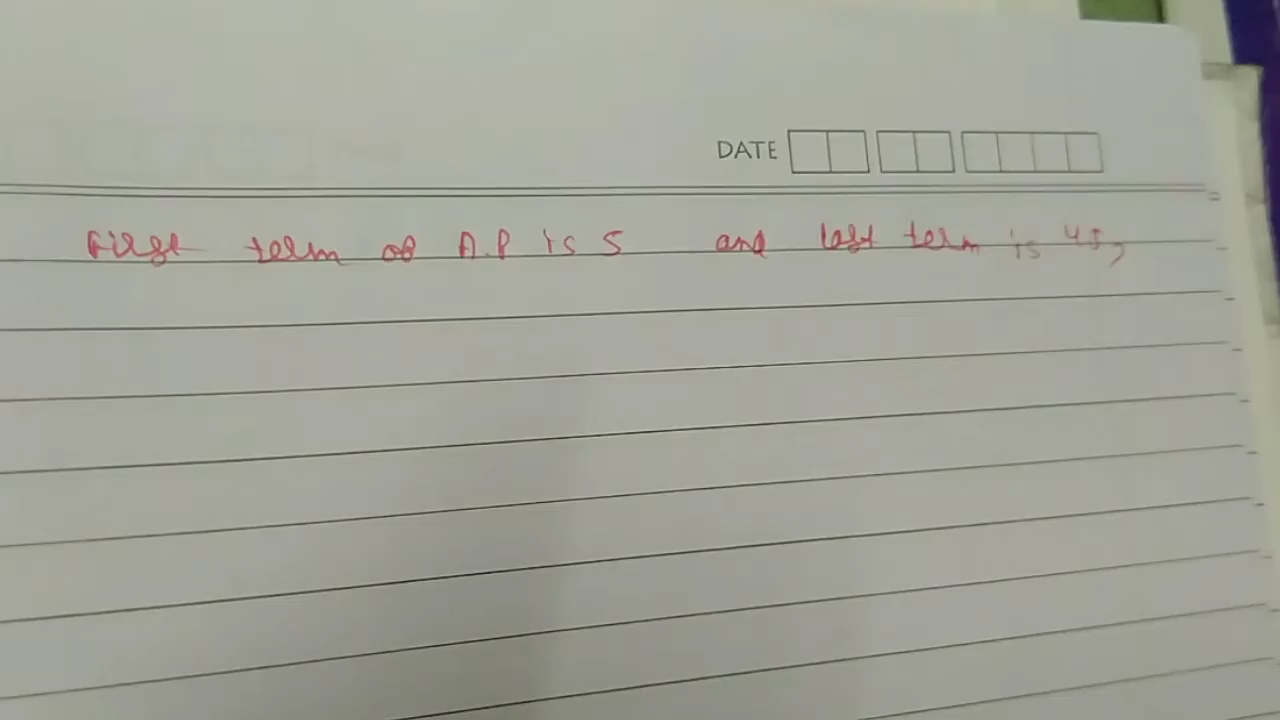 DATE
First term of A.P is 5 and last term is 45,